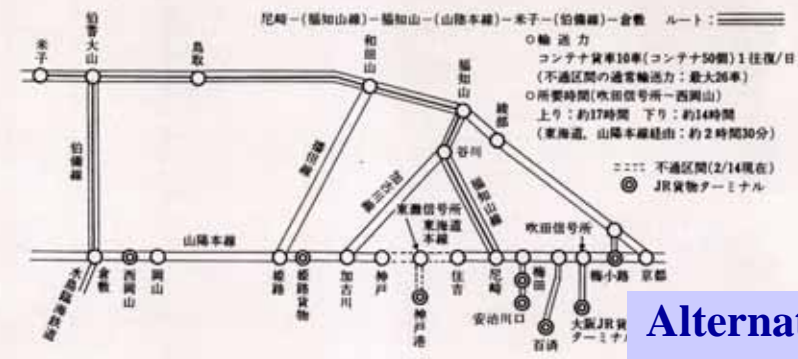 尼崎－(福知山線)－福知山－(山陰本線)－米子－(伯備線)－倉敷　ルート：
○輸送力
コンテナ貨車10車(コンテナ50個)1往復/日
(不通区間の通常輸送力：最大26車)
○所要時間(吹田信号所－西岡山)
上り：約17時間　下り：約14時間
(東海道，山陽本線経由：約2時間30分)
不通区間(2/14現在)
◎ JR貨物ターミナル
米子
伯耆大山
鳥取
和田山
福知山
綾部
谷川
伯備線
播但線
加古川線
福知山線
東灘信号所
東海道
本線
吹田信号所
山陽本線
水島臨海鉄道
倉敷
西岡山
岡山
姫路
姫路貨物
加古川
神戸
神戸港
住吉
尼崎
梅田
安治川口
百済
大阪JR貨
ターミナ
梅小路
京都
Alternat